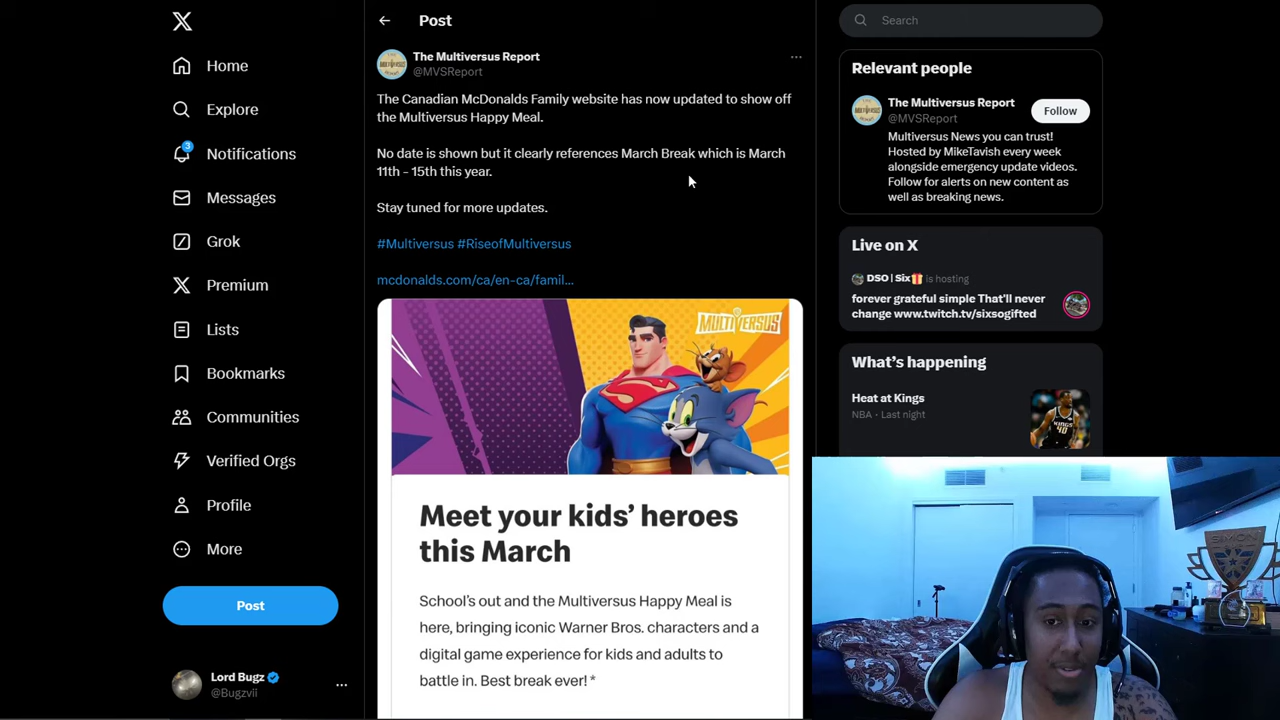 Home
Explore
3
Notifications
Messages
Grok
Premium
Lists
Bookmarks
Communities
Verified Orgs
Profile
More
Post
Lord Bugz
@Bugzvii
Post
The Multiversus Report
@MVSReport
The Canadian McDonalds Family website has now updated to show off
the Multiversus Happy Meal.
No date is shown but it clearly references March Break which is March
11th - 15th this year.
Stay tuned for more updates.
#Multiversus #RiseofMultiversus
mcdonalds.com/ca/en-ca/famil...
MULTIVERSUS
Meet your kids' heroes
this March
School's out and the Multiversus Happy Meal is
here, bringing iconic Warner Bros. characters and a
digital game experience for kids and adults to
battle in. Best break ever! *
Search
Relevant people
The Multiversus Report
@MVSReport
Follow
Multiversus News you can trust!
Hosted by MikeTavish every week
alongside emergency update videos.
Follow for alerts on new content as
well as breaking news.
Live on X
DSO | Six is hosting
forever grateful simple That'll never
change www.twitch.tv/sixsogifted
What's happening
Heat at Kings
NBA · Last night
KINGS
40